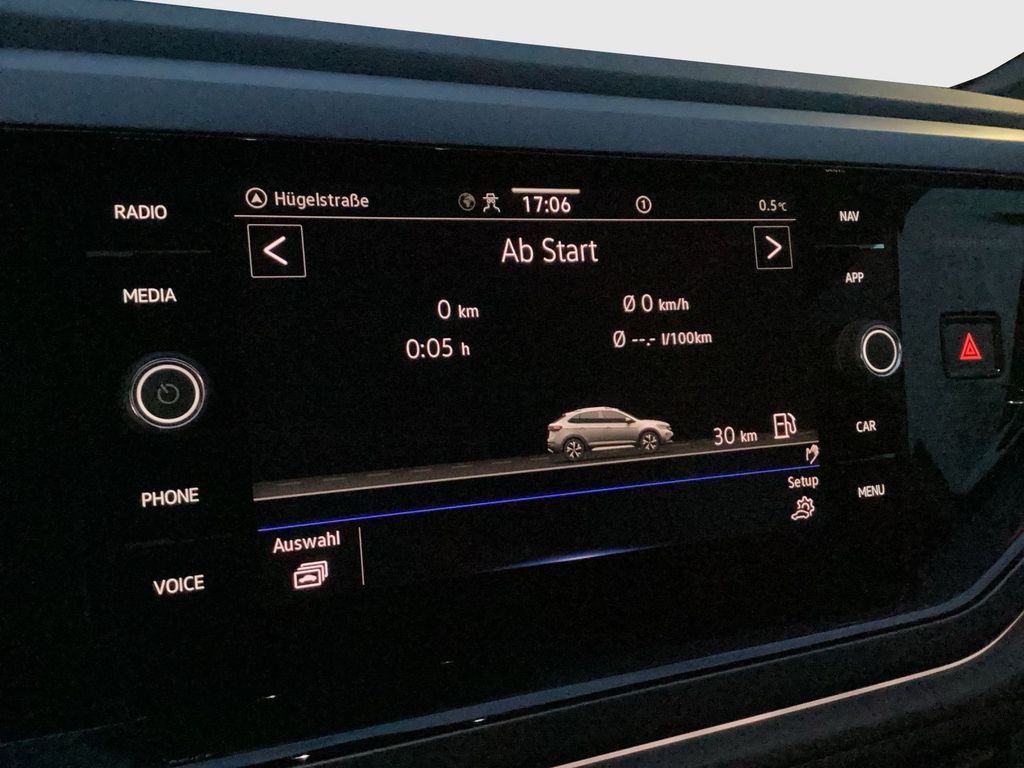 RADIO
MEDIA
PHONE
VOICE
Hügelstraße
17:06
1
0.5°C
Ab Start
0 km
Ø 0 km/h
0:05 h
Ø --.- l/100km
30 km
Setup
Auswahl
NAV
APP
CAR
MENU